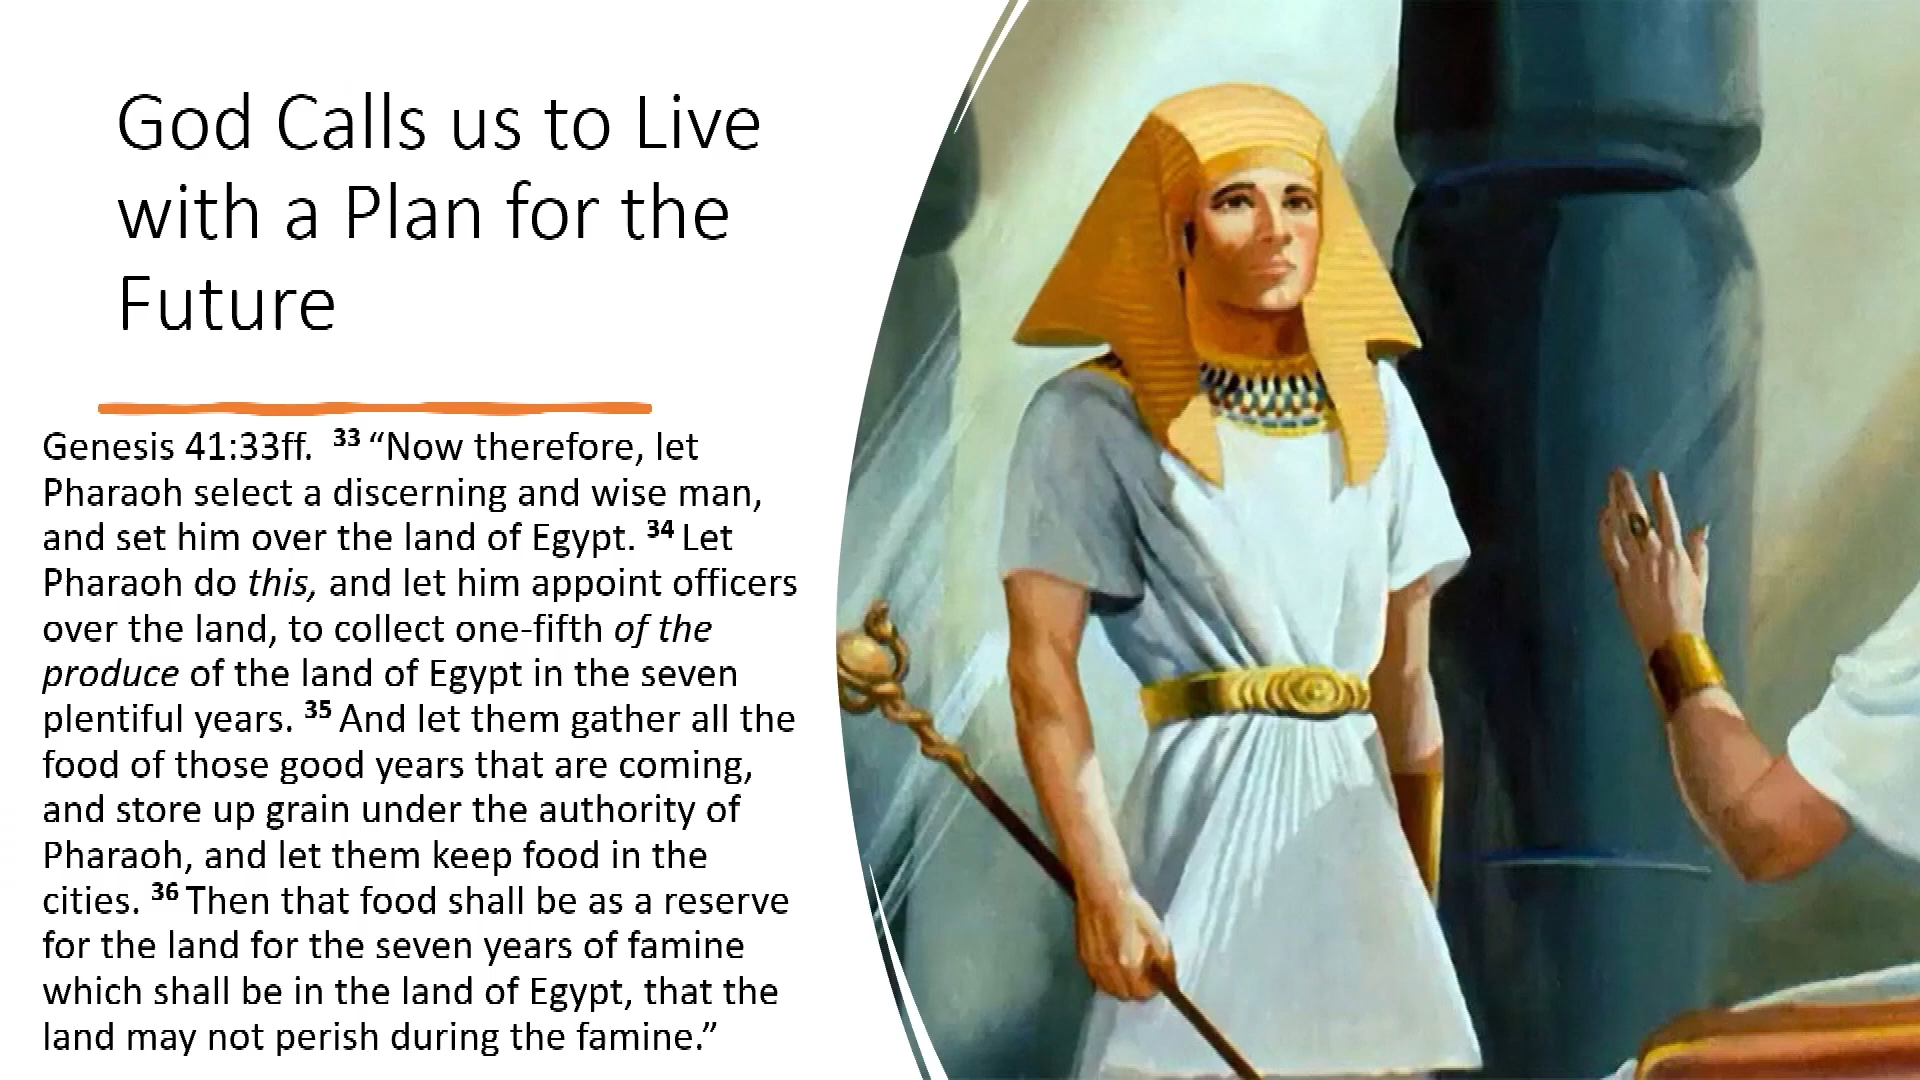 God Calls us to Live
with a Plan for the
Future
Genesis 41:33ff. 33 “Now therefore, let
Pharaoh select a discerning and wise man,
and set him over the land of Egypt. 34 Let
Pharaoh do this, and let him appoint officers
over the land, to collect one-fifth of the
produce of the land of Egypt in the seven
plentiful years. 35 And let them gather all the
food of those good years that are coming,
and store up grain under the authority of
Pharaoh, and let them keep food in the
cities. 36 Then that food shall be as a reserve
for the land for the seven years of famine
which shall be in the land of Egypt, that the
land may not perish during the famine.”